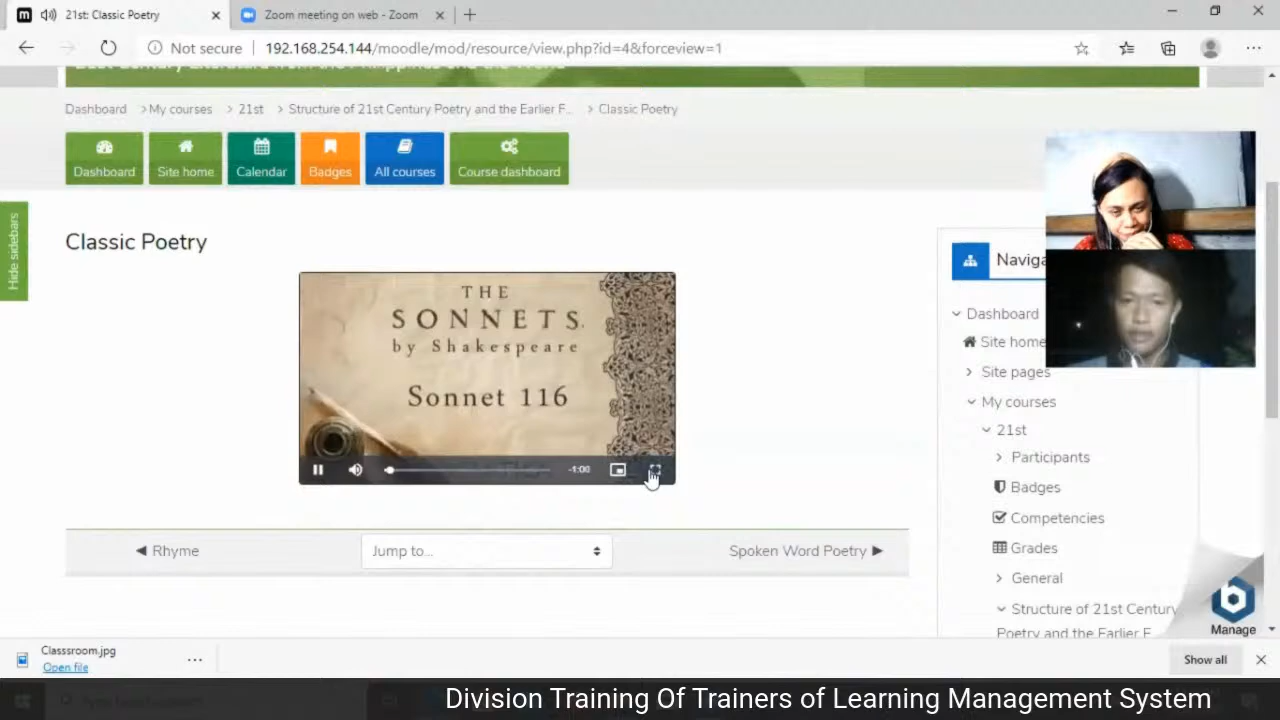 21st: Classic Poetry
Zoom meeting on web - Zoom
Not secure
192.168.254.144/moodle/mod/resource/view.php?id=4&forceview=1
Dashboard
My courses
21st
Structure of 21st Century Poetry and the Earlier F...
Classic Poetry
Dashboard
Site home
Calendar
Badges
All courses
Course dashboard
Hide sidebars
Classic Poetry
THE
SONNETS
by Shakespeare
Sonnet 116
-1:00
Naviga
Dashboard
Site home
Site pages
My courses
21st
Participants
Badges
Competencies
Grades
General
Structure of 21st Century
Poetry and the Earlier F
Rhyme
Jump to...
Spoken Word Poetry
Manage
Classsroom.jpg
Open file
Show all
Division Training Of Trainers of Learning Management System